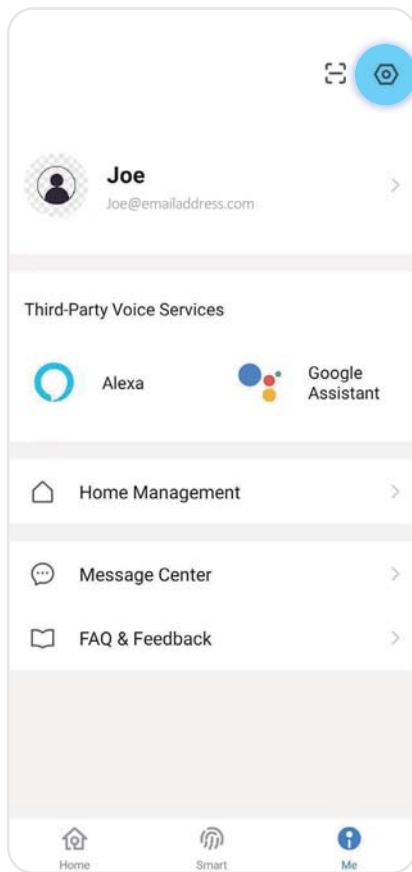 Joe
Joe@emailaddress.com
Third-Party Voice Services
Alexa
Google
Assistant
Home Management
Message Center
FAQ & Feedback
Home
Smart
Me